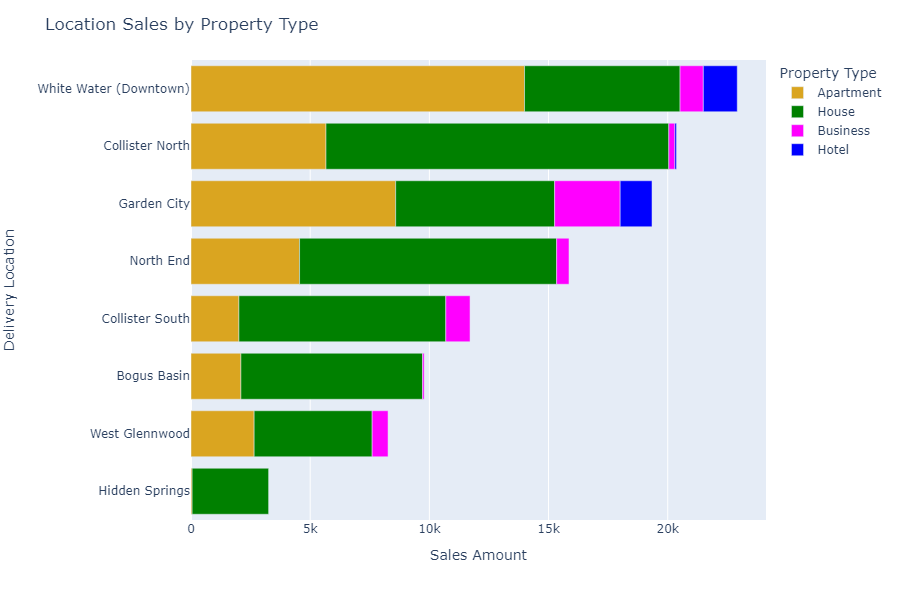 Location Sales by Property Type
Property Type
Apartment
House
Business
Hotel
Delivery Location
White Water (Downtown)
Collister North
Garden City
North End
Collister South
Bogus Basin
West Glennwood
Hidden Springs
0 5k 10k 15k 20k
Sales Amount